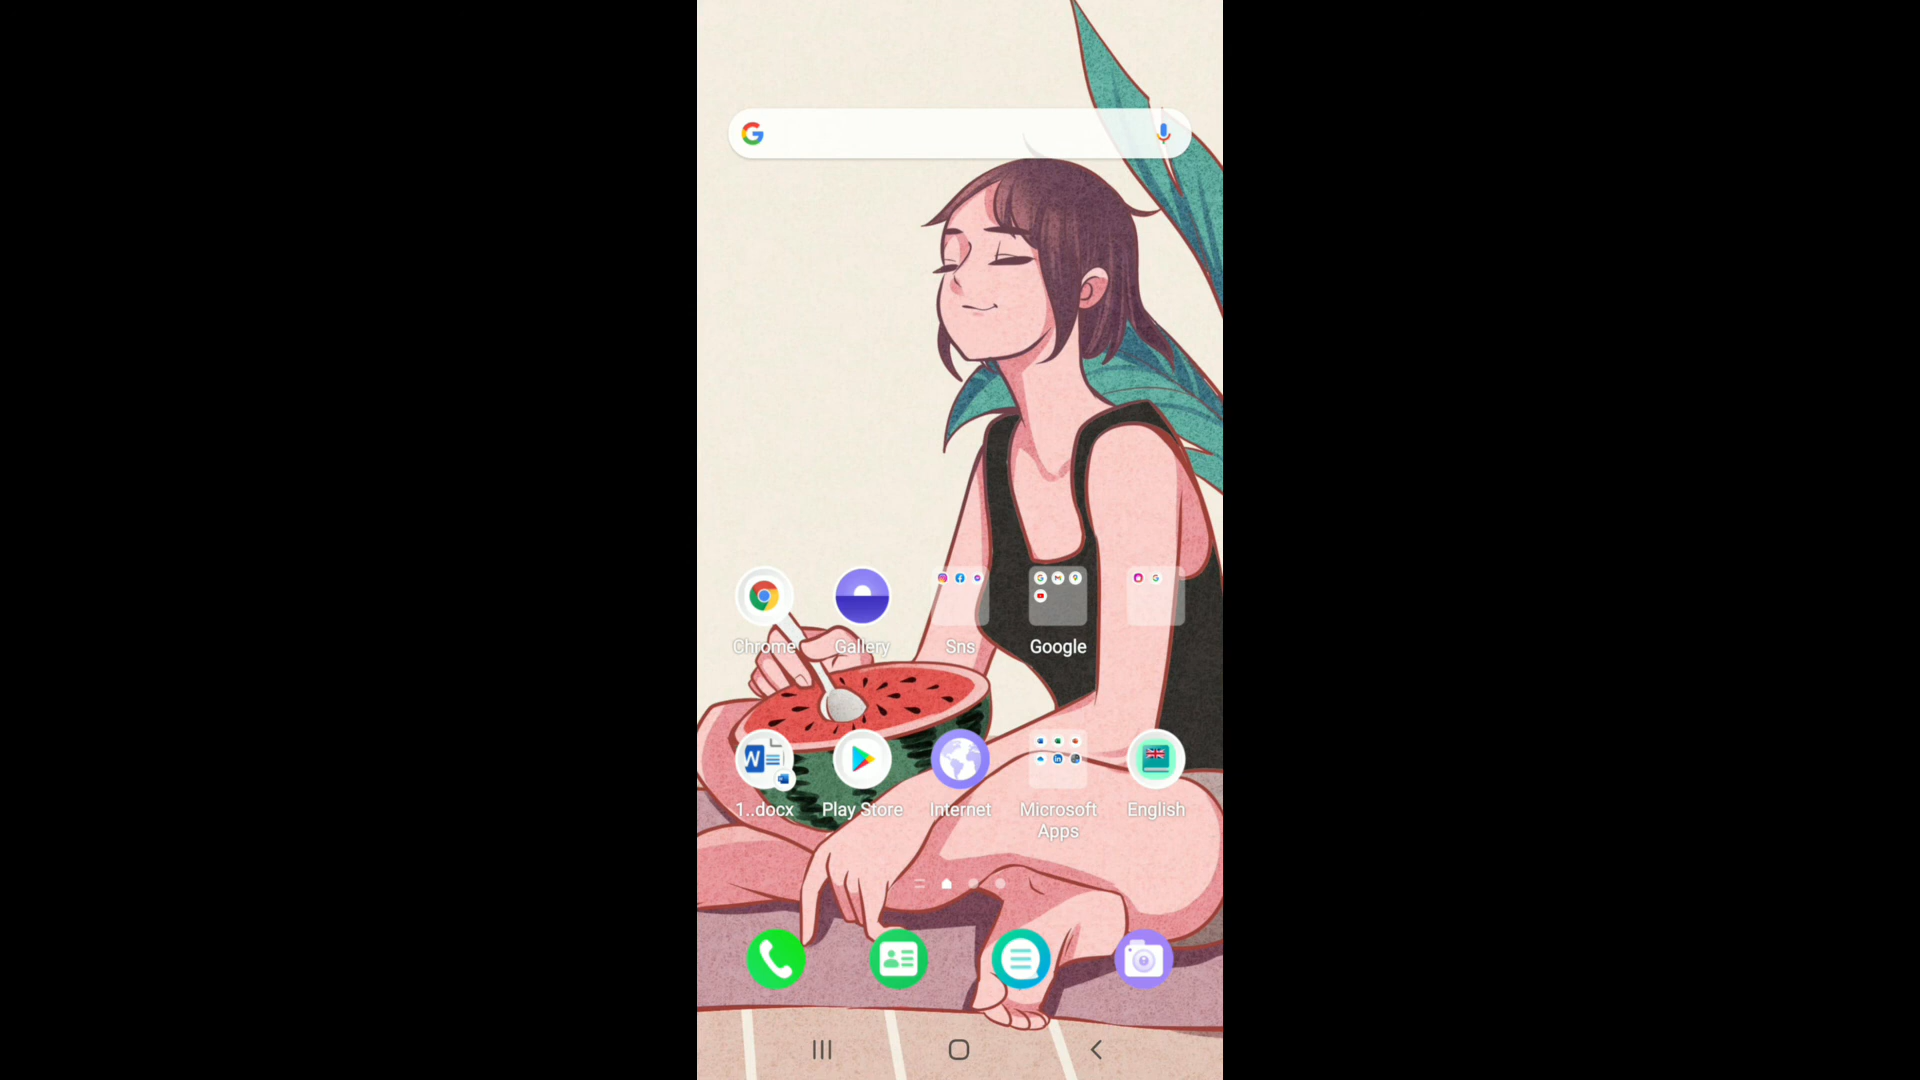 Chrome
Gallery
Sns
Google
1..docx
Play Store
Internet
Microsoft
Apps
English